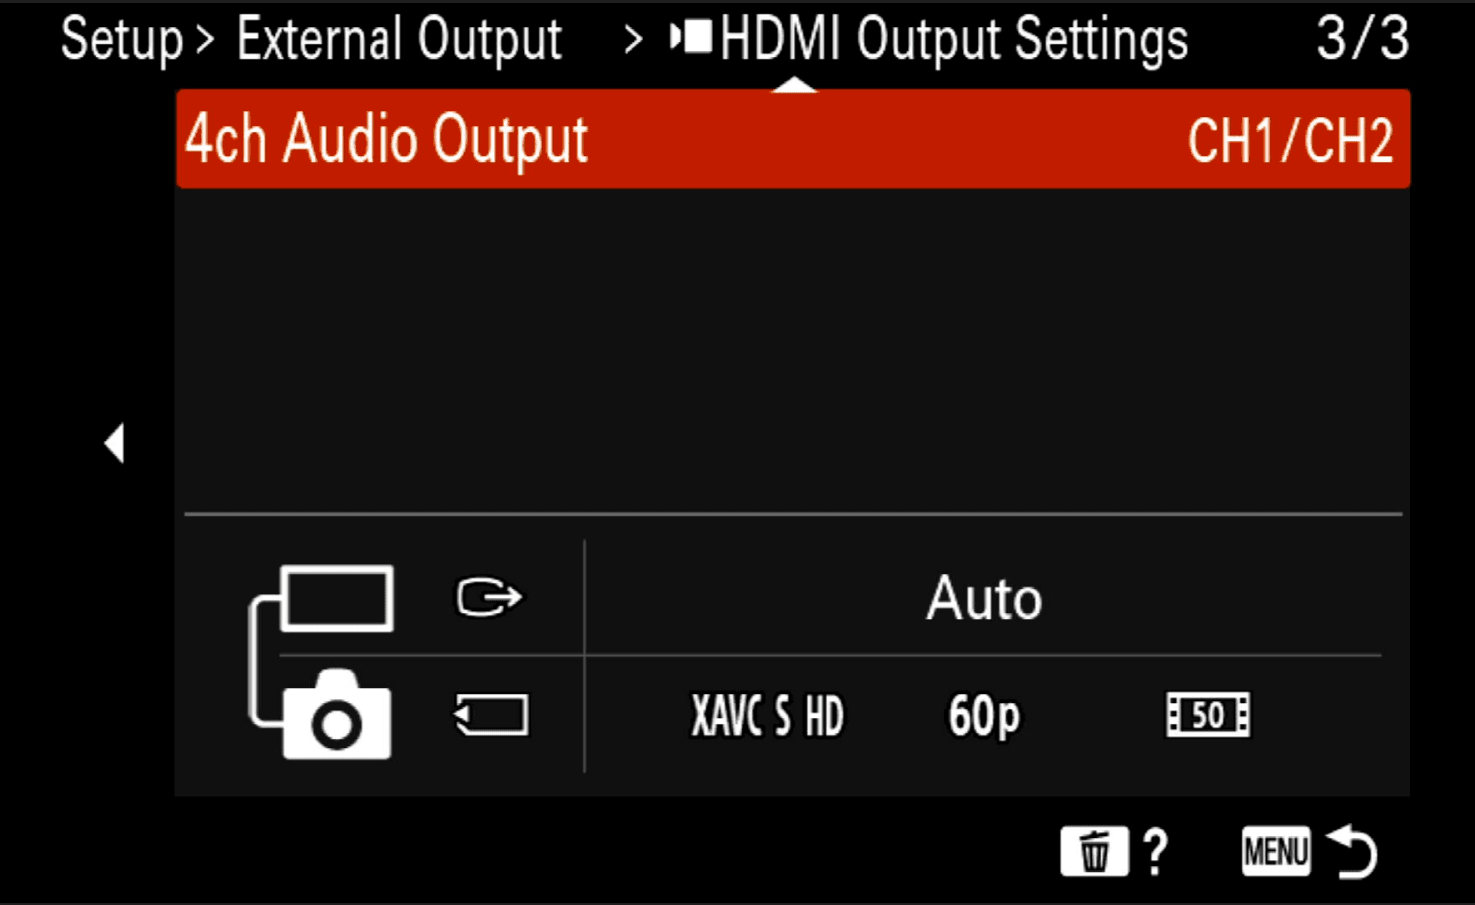 Setup > External Output > HDMI Output Settings 3/3
4ch Audio Output CH1/CH2
Auto
XAVC S HD 60p 50
? MENU